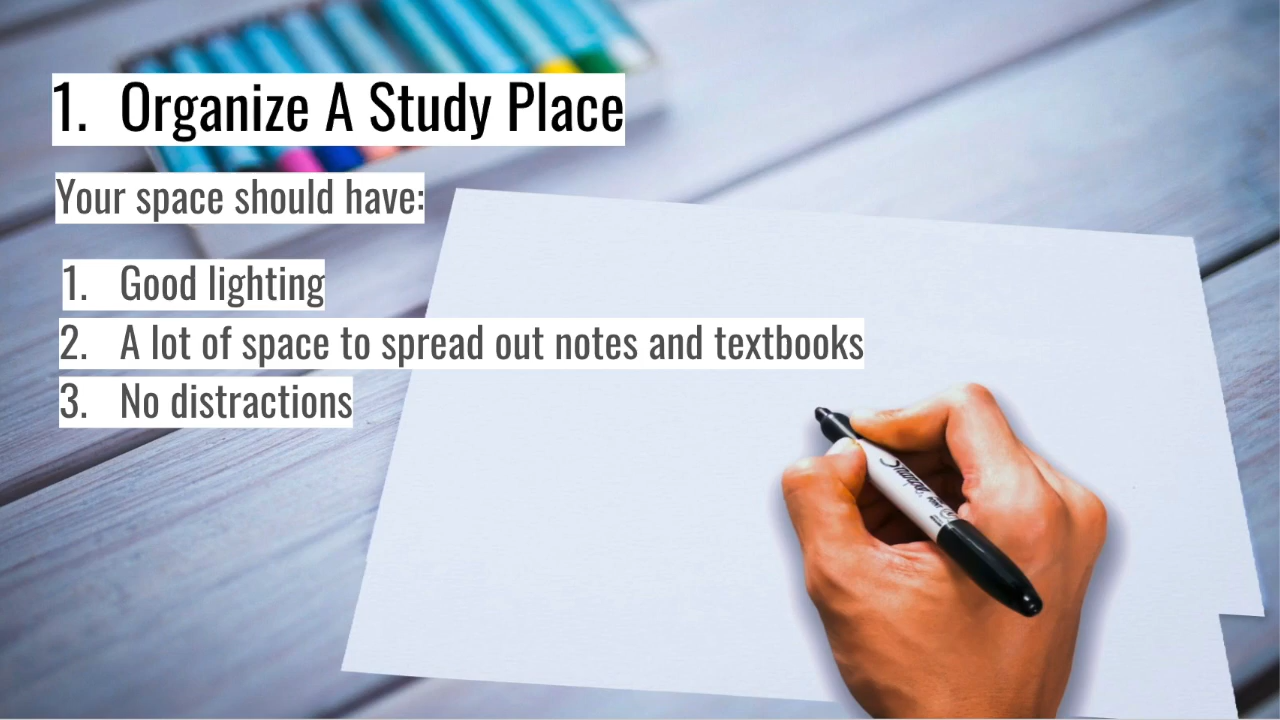 1. Organize A Study Place
Your space should have:
1. Good lighting
2. A lot of space to spread out notes and textbooks
3. No distractions